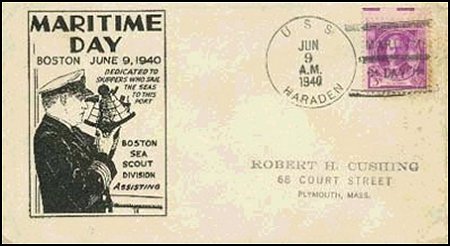 MARITIME
DAY
BOSTON JUNE 9, 1940
DEDICATED TO
SKIPPERS WHO SAIL
THE SEAS
TO THIS
PORT
BOSTON
SEA
SCOUT
DIVISION
ASSISTING
U.S.S.
JUN
9
A.M.
1940
HARADEN
ROBERT H. CUSHING
68 COURT STREET
PLYMOUTH, MASS.